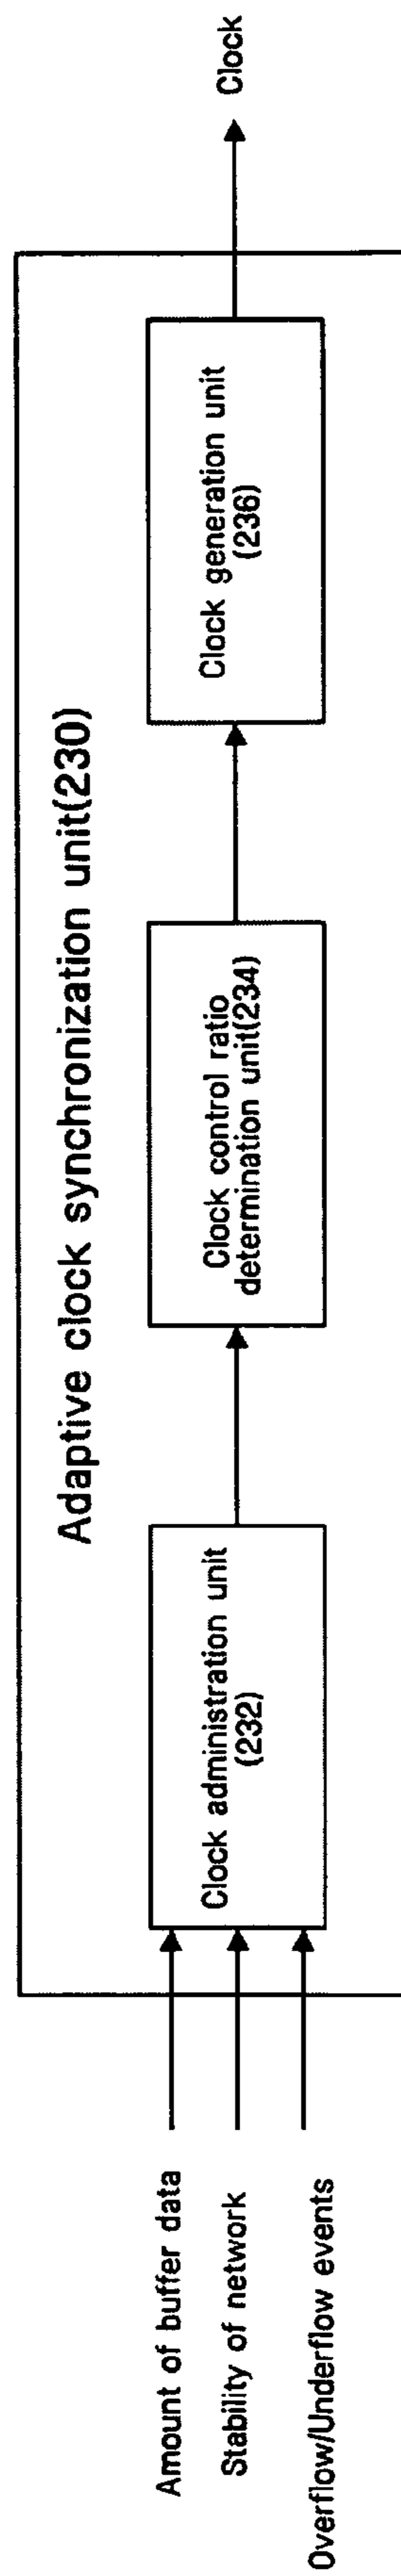 Adaptive clock synchronization unit(230)
Amount of buffer data
Stability of network
Overflow/Underflow events
Clock administration unit
(232)
Clock control ratio
determination unit(234)
Clock generation unit
(236)
Clock